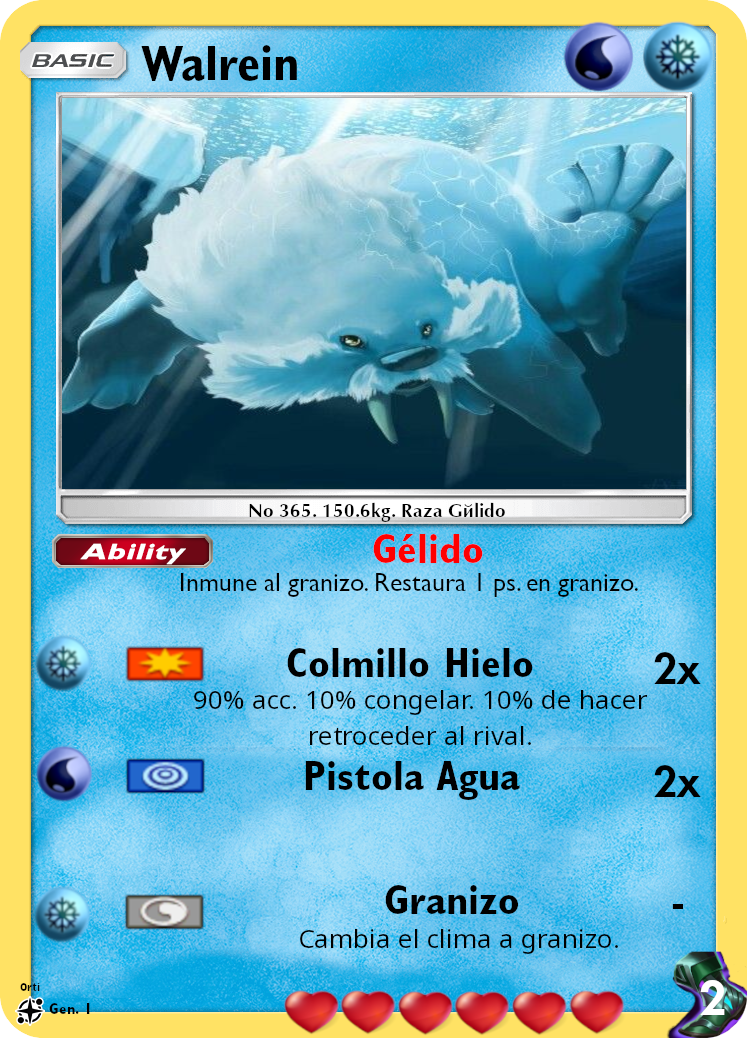 BASIC Walrein
No 365. 150.6kg. Raza Gйlido
Ability Gélido
Inmune al granizo. Restaura 1 ps. en granizo.
Colmillo Hielo 2x
90% acc. 10% congelar. 10% de hacer
retroceder al rival.
Pistola Agua 2x
Granizo -
Cambia el clima a granizo.
Orti
Gen. 1
2